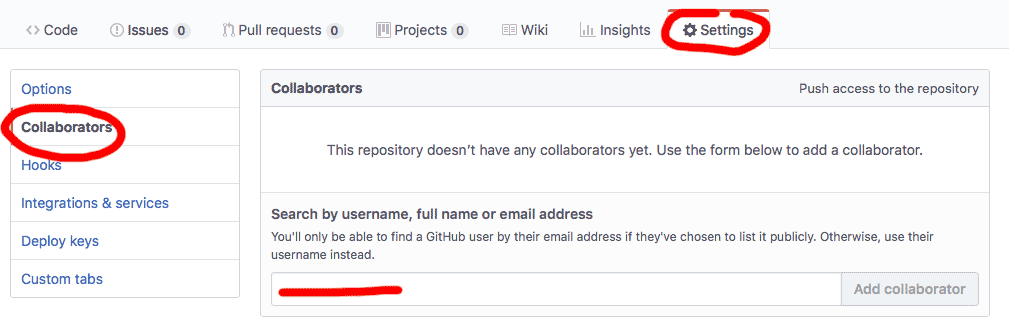 Code Issues 0 Pull requests 0 Projects 0 Wiki Insights Settings
Options
Collaborators
Hooks
Integrations & services
Deploy keys
Custom tabs
Collaborators Push access to the repository
This repository doesn't have any collaborators yet. Use the form below to add a collaborator.
Search by username, full name or email address
You'll only be able to find a GitHub user by their email address if they've chosen to list it publicly. Otherwise, use their
username instead.
Add collaborator